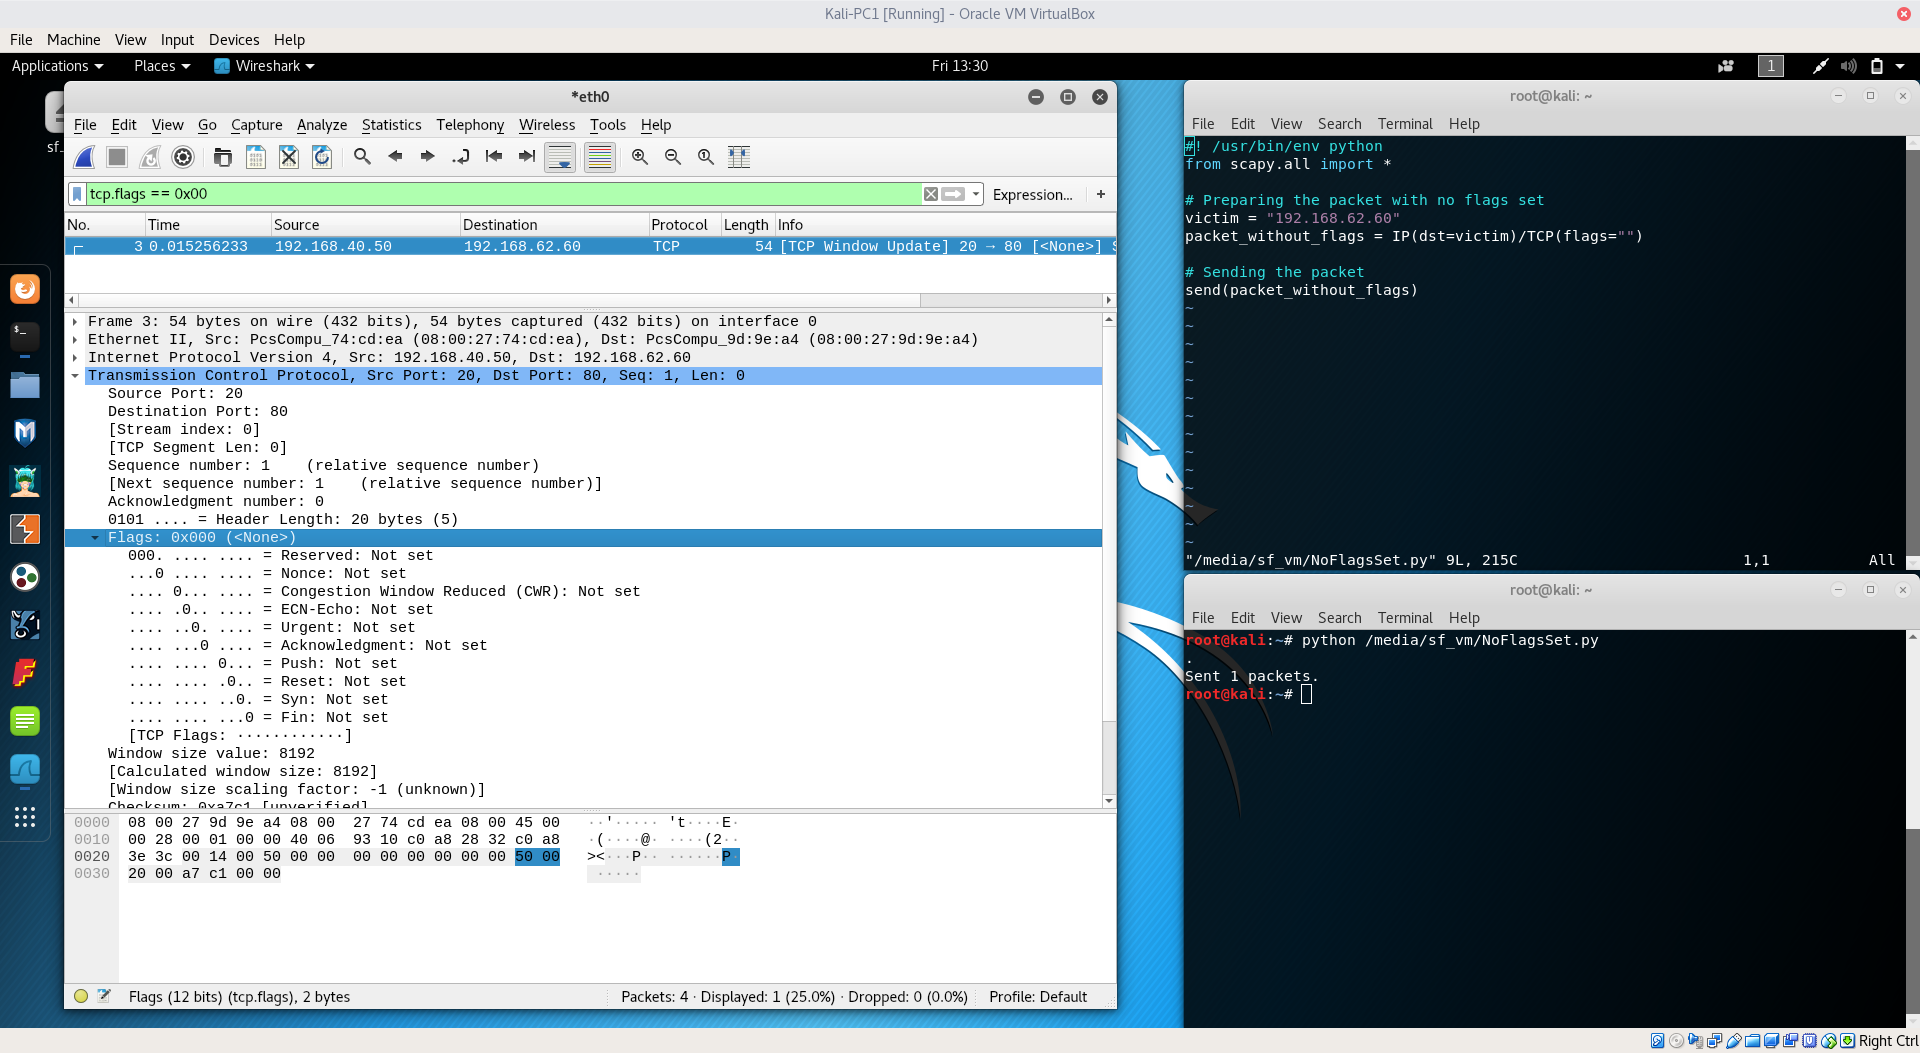 Kali-PC1 [Running] - Oracle VM VirtualBox
File Machine View Input Devices Help
Applications Places Wireshark Fri 13:30 1
sf_
*eth0
File Edit View Go Capture Analyze Statistics Telephony Wireless Tools Help
tcp.flags == 0x00 Expression... +
No. Time Source Destination Protocol Length Info
3 0.015256233 192.168.40.50 192.168.62.60 TCP 54 [TCP Window Update] 20 → 80 [<None>] S
Frame 3: 54 bytes on wire (432 bits), 54 bytes captured (432 bits) on interface 0
Ethernet II, Src: PcsCompu_74:cd:ea (08:00:27:74:cd:ea), Dst: PcsCompu_9d:9e:a4 (08:00:27:9d:9e:a4)
Internet Protocol Version 4, Src: 192.168.40.50, Dst: 192.168.62.60
Transmission Control Protocol, Src Port: 20, Dst Port: 80, Seq: 1, Len: 0
Source Port: 20
Destination Port: 80
[Stream index: 0]
[TCP Segment Len: 0]
Sequence number: 1    (relative sequence number)
[Next sequence number: 1    (relative sequence number)]
Acknowledgment number: 0
0101 .... = Header Length: 20 bytes (5)
Flags: 0x000 (<None>)
000. .... .... = Reserved: Not set
...0 .... .... = Nonce: Not set
.... 0... .... = Congestion Window Reduced (CWR): Not set
.... .0.. .... = ECN-Echo: Not set
.... ..0. .... = Urgent: Not set
.... ...0 .... = Acknowledgment: Not set
.... .... 0... = Push: Not set
.... .... .0.. = Reset: Not set
.... .... ..0. = Syn: Not set
.... .... ...0 = Fin: Not set
[TCP Flags: ············]
Window size value: 8192
[Calculated window size: 8192]
[Window size scaling factor: -1 (unknown)]
Checksum: 0xa7c1 [unverified]
0000 08 00 27 9d 9e a4 08 00 27 74 cd ea 08 00 45 00 ··'····· 't····E·
0010 00 28 00 01 00 00 40 06 93 10 c0 a8 28 32 c0 a8 ·(····@· ····(2··
0020 3e 3c 00 14 00 50 00 00 00 00 00 00 00 00 50 00 ><···P·· ······P·
0030 20 00 a7 c1 00 00 ·····
Flags (12 bits) (tcp.flags), 2 bytes Packets: 4 · Displayed: 1 (25.0%) · Dropped: 0 (0.0%) Profile: Default
root@kali: ~
File Edit View Search Terminal Help
#! /usr/bin/env python
from scapy.all import *
# Preparing the packet with no flags set
victim = "192.168.62.60"
packet_without_flags = IP(dst=victim)/TCP(flags="")
# Sending the packet
send(packet_without_flags)
~
~
~
~
~
~
~
~
~
~
~
~
~
~
"/media/sf_vm/NoFlagsSet.py" 9L, 215C 1,1 All
root@kali: ~
File Edit View Search Terminal Help
root@kali:~# python /media/sf_vm/NoFlagsSet.py
.
Sent 1 packets.
root@kali:~#
Right Ctrl